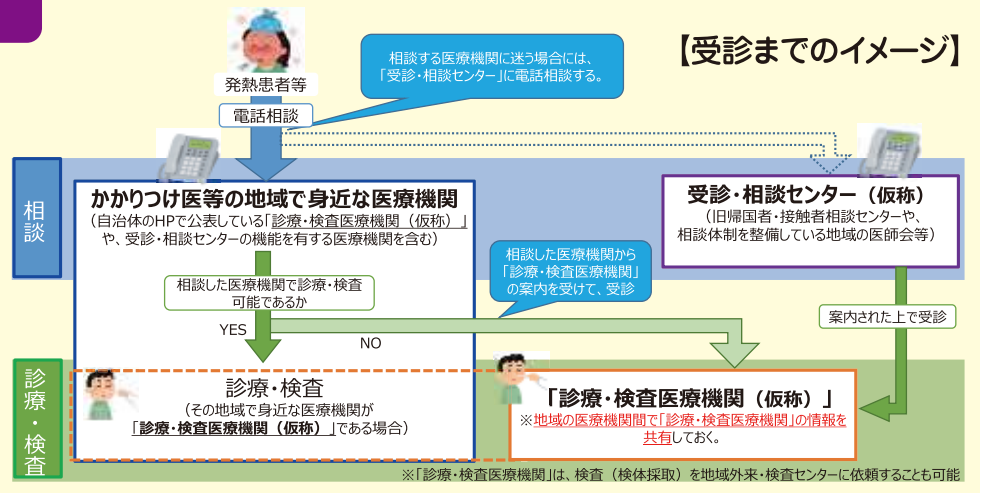 【受診までのイメージ】
相談する医療機関に迷う場合には、
「受診・相談センター」に電話相談する。
発熱患者等
電話相談
相談
かかりつけ医等の地域で身近な医療機関
（自治体のHPで公表している「診療・検査医療機関（仮称）」
や、受診・相談センターの機能を有する医療機関を含む）
受診・相談センター（仮称）
（旧帰国者・接触者相談センターや、
相談体制を整備している地域の医師会等）
相談した医療機関から
「診療・検査医療機関」
の案内を受けて、受診
相談した医療機関で診療・検査
可能であるか
YES
NO
案内された上で受診
診療・検査
診療・検査
（その地域で身近な医療機関が
「診療・検査医療機関（仮称）」である場合）
「診療・検査医療機関（仮称）」
※地域の医療機関間で「診療・検査医療機関」の情報を
共有しておく。
※「診療・検査医療機関」は、検査（検体採取）を地域外来・検査センターに依頼することも可能